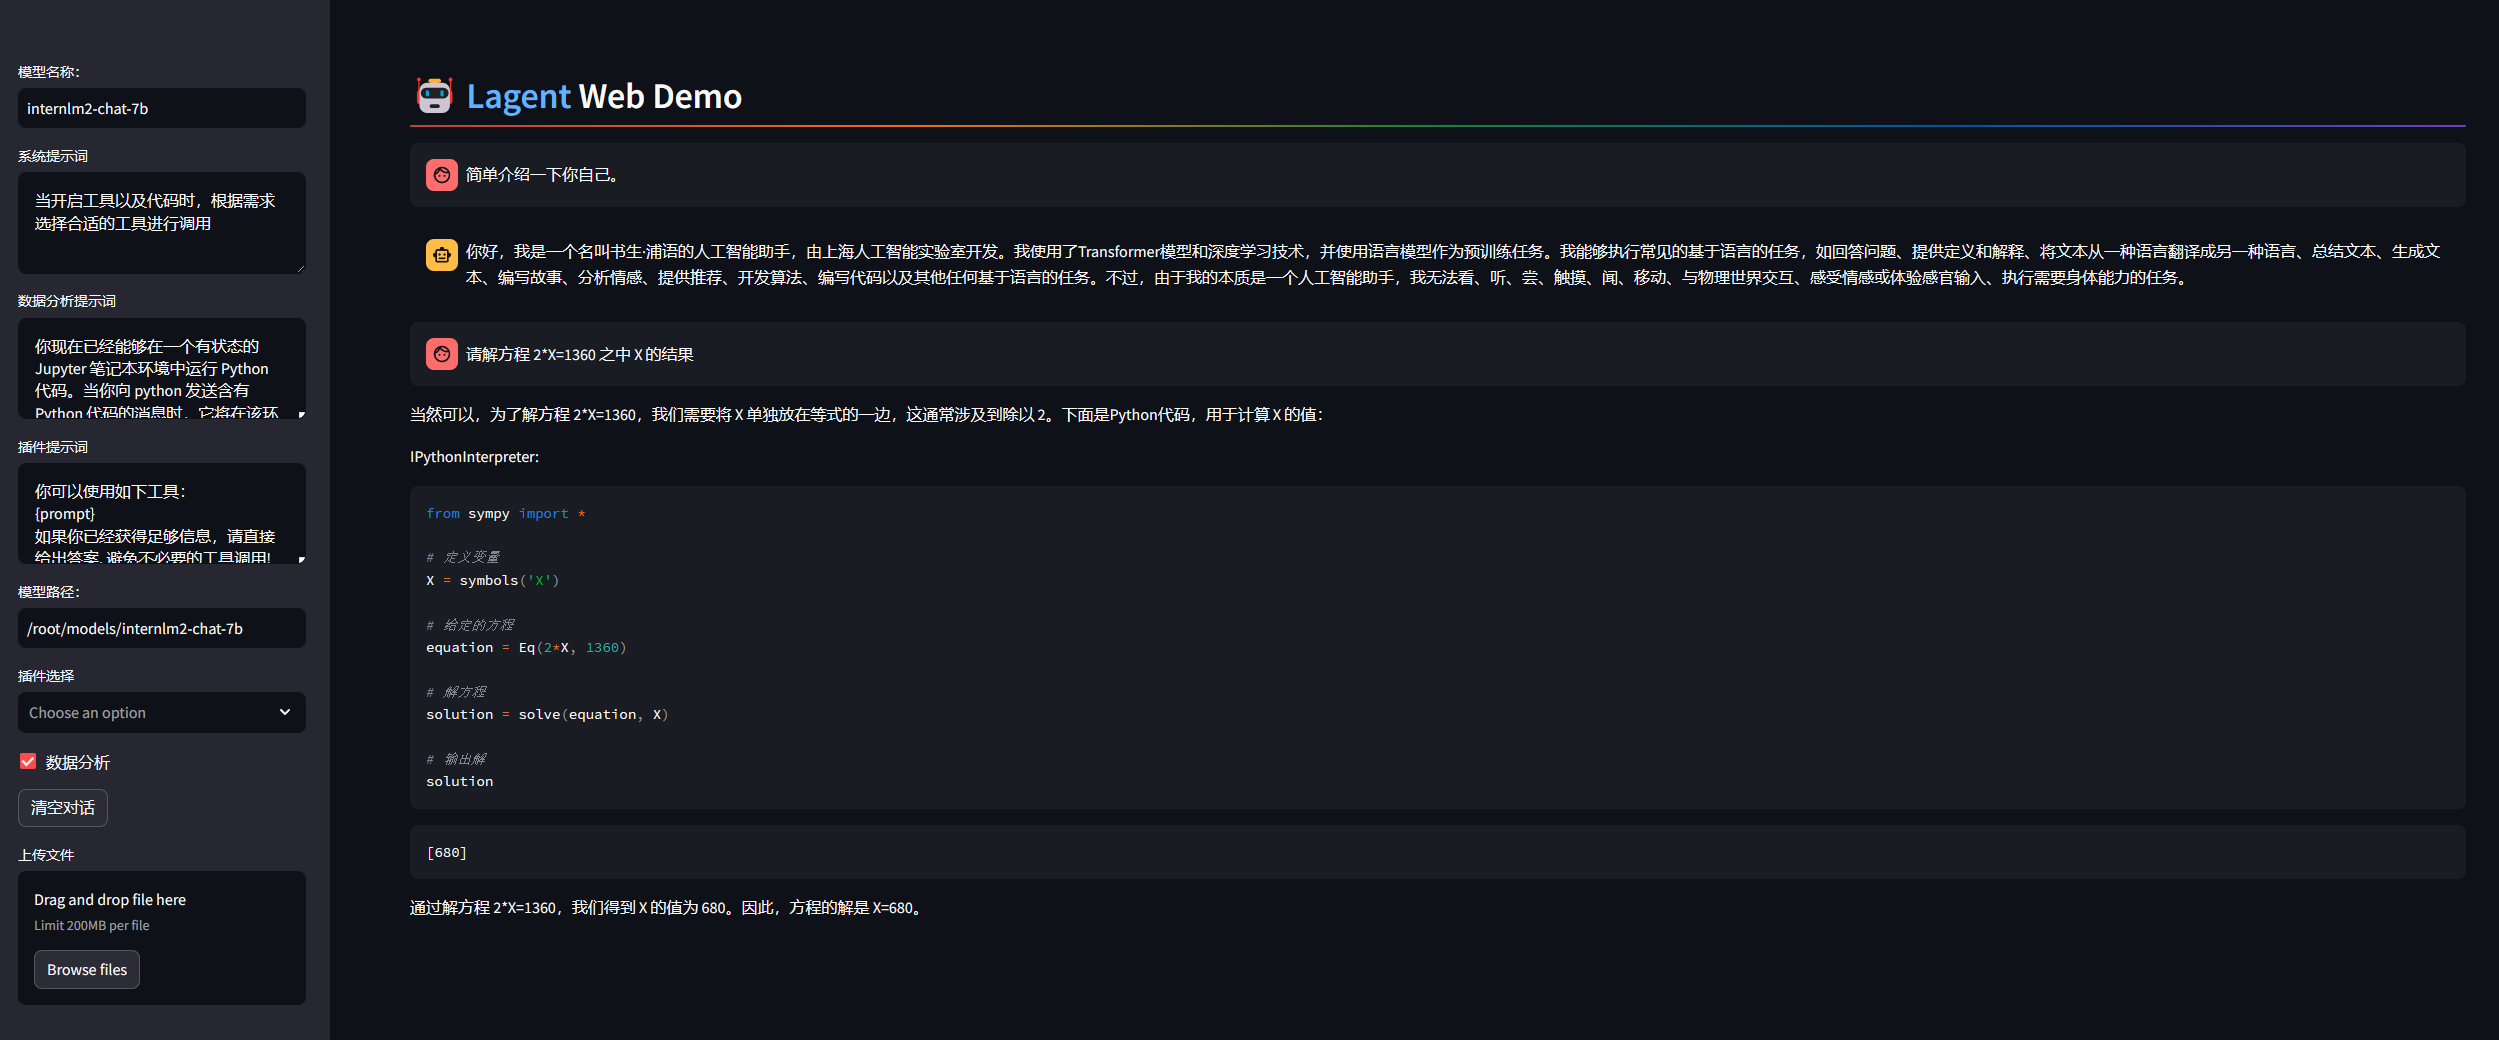 模型名称：
internlm2-chat-7b
系统提示词
当开启工具以及代码时，根据需求
选择合适的工具进行调用
数据分析提示词
你现在已经能够在一个有状态的
Jupyter 笔记本环境中运行 Python
代码。当你向 python 发送含有
Python 代码的消息时，它将在该环
插件提示词
你可以使用如下工具：
{prompt}
如果你已经获得足够信息，请直接
给出答案. 避免不必要的工具调用!
模型路径：
/root/models/internlm2-chat-7b
插件选择
Choose an option
数据分析
清空对话
上传文件
Drag and drop file here
Limit 200MB per file
Browse files
Lagent Web Demo
简单介绍一下你自己。
你好，我是一个名叫书生·浦语的人工智能助手，由上海人工智能实验室开发。我使用了Transformer模型和深度学习技术，并使用语言模型作为预训练任务。我能够执行常见的基于语言的任务，如回答问题、提供定义和解释、将文本从一种语言翻译成另一种语言、总结文本、生成文
本、编写故事、分析情感、提供推荐、开发算法、编写代码以及其他任何基于语言的任务。不过，由于我的本质是一个人工智能助手，我无法看、听、尝、触摸、闻、移动、与物理世界交互、感受情感或体验感官输入、执行需要身体能力的任务。
请解方程 2*X=1360 之中 X 的结果
当然可以，为了解方程 2*X=1360，我们需要将 X 单独放在等式的一边，这通常涉及到除以 2。下面是Python代码，用于计算 X 的值：
IPythonInterpreter:
from sympy import *
# 定义变量
X = symbols('X')
# 给定的方程
equation = Eq(2*X, 1360)
# 解方程
solution = solve(equation, X)
# 输出解
solution
[680]
通过解方程 2*X=1360，我们得到 X 的值为 680。因此，方程的解是 X=680。